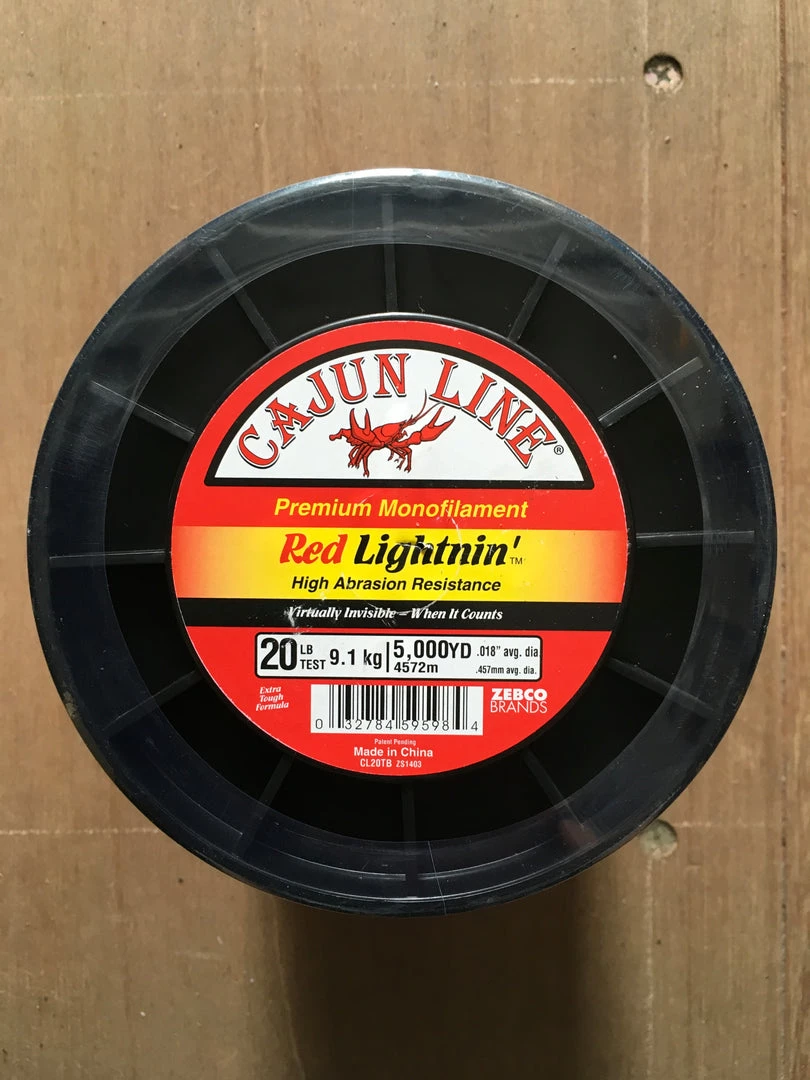 CAJUN LINE®
Premium Monofilament
Red Lightnin'™
High Abrasion Resistance
Virtually Invisible – When It Counts
20 LB TEST 9.1 kg 5,000YD 4572m .018" avg. dia. .457mm avg. dia.
Extra
Tough
Formula
0 32784 59598 4
ZEBCO
BRANDS
Patent Pending
Made in China
CL20TB ZS1403